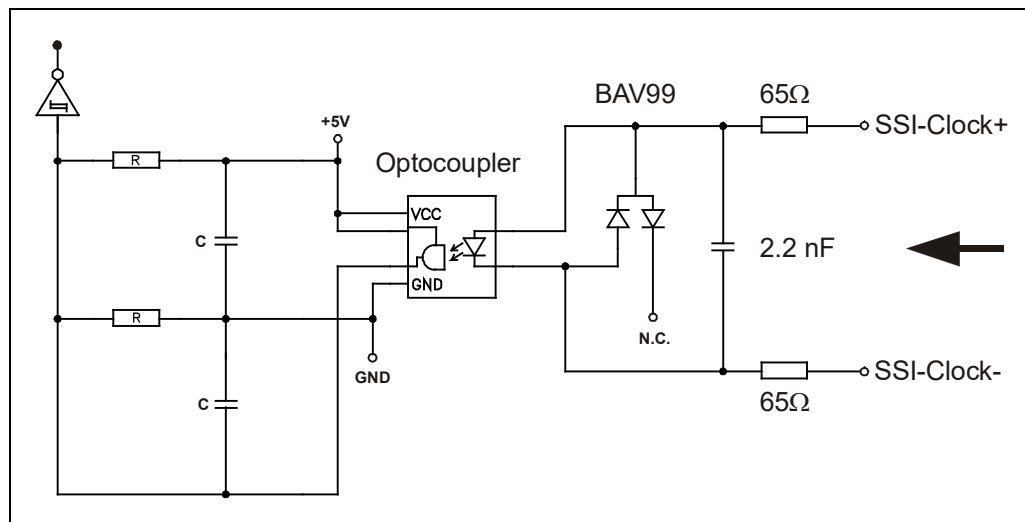 BAV99
65Ω
SSI-Clock+
+5V
R
Optocoupler
VCC
C
2.2 nF
GND
R
N.C.
GND
SSI-Clock-
65Ω
C